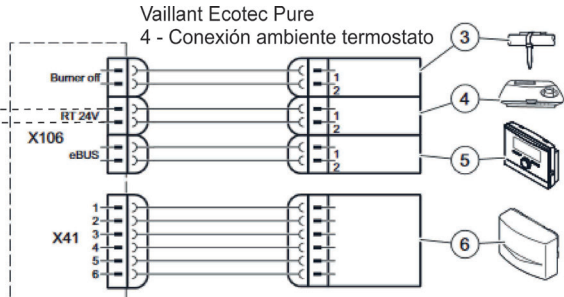 Vaillant Ecotec Pure
4 - Conexión ambiente termostato
3
Burner off
1
2
4
RT 24V
1
2
X106
eBUS
1
2
5
X41
1
2
3
4
5
6
6